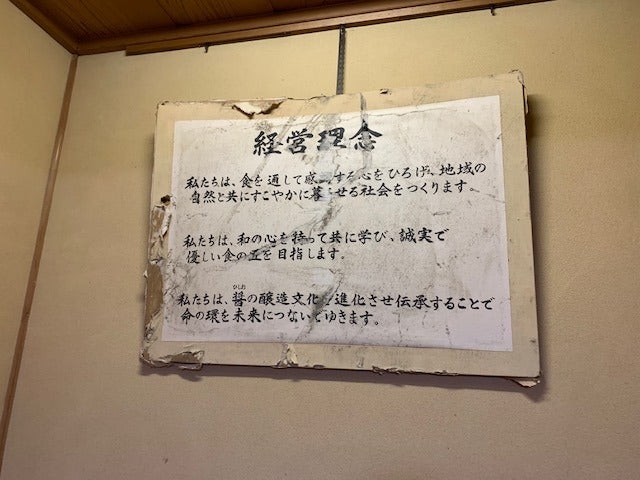 経営理念
私たちは、食を通して感する心をひろげ、地域の
自然と共にすこやかに暮らせる社会をつくります。
私たちは、和の心を持って共に学び、誠実で
優しい食の匠を目指します。
ひしお
私たちは、醤の醸造文化を進化させ伝承することで
命の環を未来につないでゆきます。